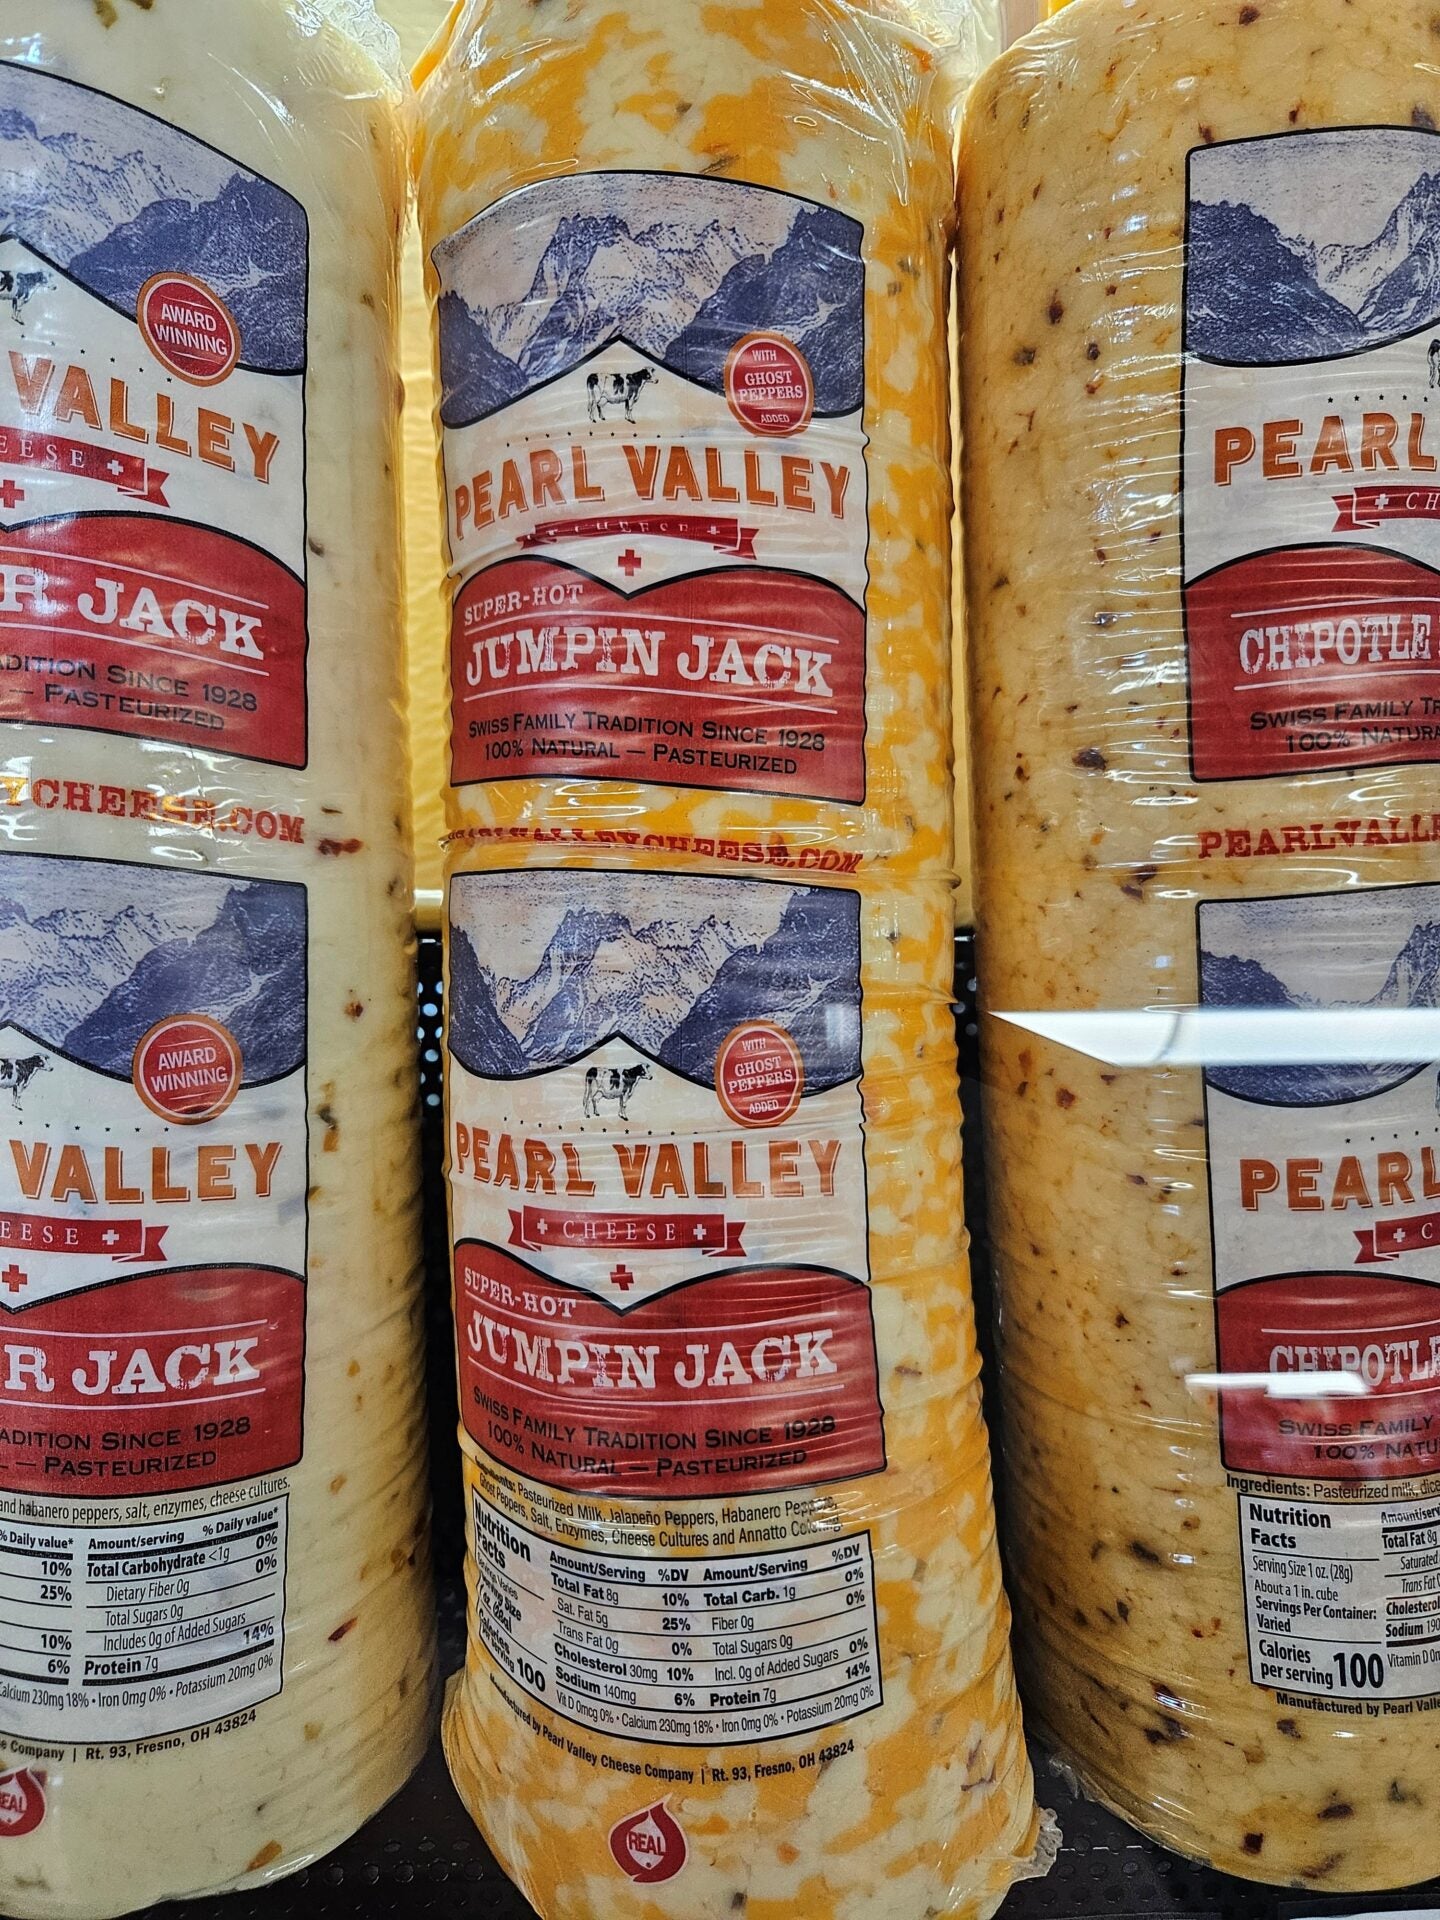 AWARD
WINNING
VALLEY
EESE
R JACK
ADITION SINCE 1928
— PASTEURIZED
YCHEESE.COM
AWARD
WINNING
VALLEY
EESE
R JACK
ADITION SINCE 1928
— PASTEURIZED
and habanero peppers, salt, enzymes, cheese cultures.
% Daily value* Amount/serving % Daily value*
10% Total Carbohydrate <1g 0%
25% Dietary Fiber 0g 0%
Total Sugars 0g
10% Includes 0g of Added Sugars
6% Protein 7g 14%
Calcium 230mg 18% • Iron 0mg 0% • Potassium 20mg 0%
e Company | Rt. 93, Fresno, OH 43824
REAL
WITH
GHOST
PEPPERS
ADDED
PEARL VALLEY
CHEESE
SUPER-HOT
JUMPIN JACK
SWISS FAMILY TRADITION SINCE 1928
100% NATURAL — PASTEURIZED
VALLEYCHEESE.COM
WITH
GHOST
PEPPERS
ADDED
PEARL VALLEY
CHEESE
SUPER-HOT
JUMPIN JACK
SWISS FAMILY TRADITION SINCE 1928
100% NATURAL — PASTEURIZED
Ingredients: Pasteurized Milk, Jalapeño Peppers, Habanero Peppers,
Ghost Peppers, Salt, Enzymes, Cheese Cultures and Annatto Coloring.
Nutrition
Facts
Calories
per serving 100
Amount/Serving %DV Amount/Serving %DV
Total Fat 8g 10% Total Carb. 1g 0%
Sat. Fat 5g 25% Fiber 0g 0%
Trans Fat 0g 0% Total Sugars 0g
Cholesterol 30mg 10% Incl. 0g of Added Sugars 0%
Sodium 140mg 6% Protein 7g 14%
Vit D 0mcg 0% • Calcium 230mg 18% • Iron 0mg 0% • Potassium 20mg 0%
Manufactured by Pearl Valley Cheese Company | Rt. 93, Fresno, OH 43824
REAL
PEARL
CH
CHIPOTLE
SWISS FAMILY TR
100% NATURA
PEARLVALLE
PEARL
C
CHIPOTLE
SWISS FAMILY
100% NATU
Ingredients: Pasteurized milk, dice
Nutrition
Facts
Serving Size 1 oz. (28g)
About a 1 in. cube
Servings Per Container:
Varied
Calories
per serving 100
Amount/serv
Total Fat 8g
Saturated
Trans Fat 0
Cholesterol
Sodium 190
Vitamin D 0m
Manufactured by Pearl Valle